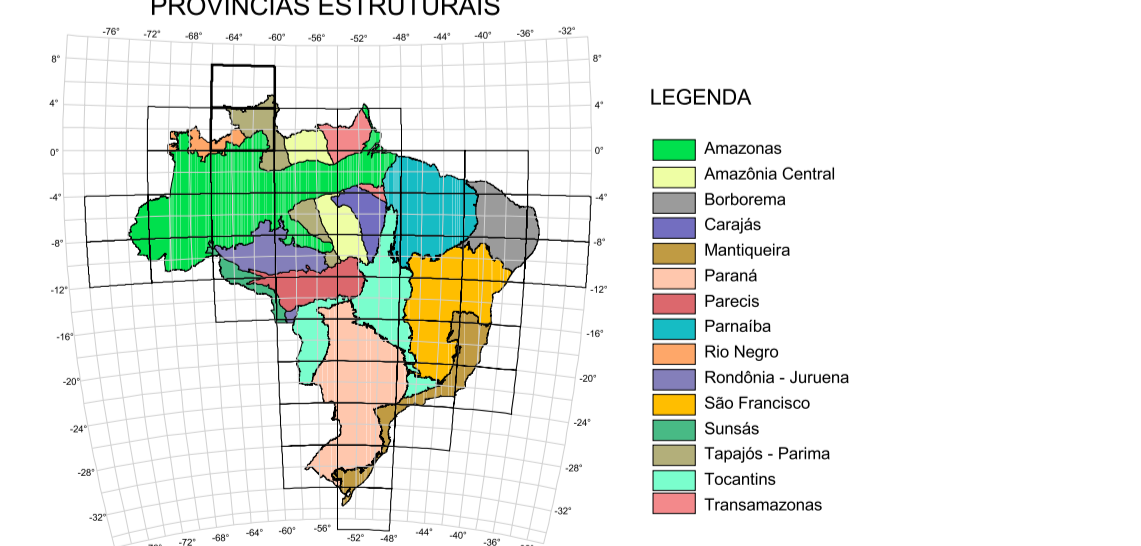 PROVÍNCIAS ESTRUTURAIS
-76° -72° -68° -64° -60° -56° -52° -48° -44° -40° -36° -32°
8° 8°
4° 4°
0° 0°
-4° -4°
-8° -8°
-12° -12°
-16° -16°
-20° -20°
-24° -24°
-28° -28°
-32° -32°
-72° -68° -64° -60° -56° -52° -48° -44° -40° -36°
LEGENDA
Amazonas
Amazônia Central
Borborema
Carajás
Mantiqueira
Paraná
Parecis
Parnaíba
Rio Negro
Rondônia - Juruena
São Francisco
Sunsás
Tapajós - Parima
Tocantins
Transamazonas